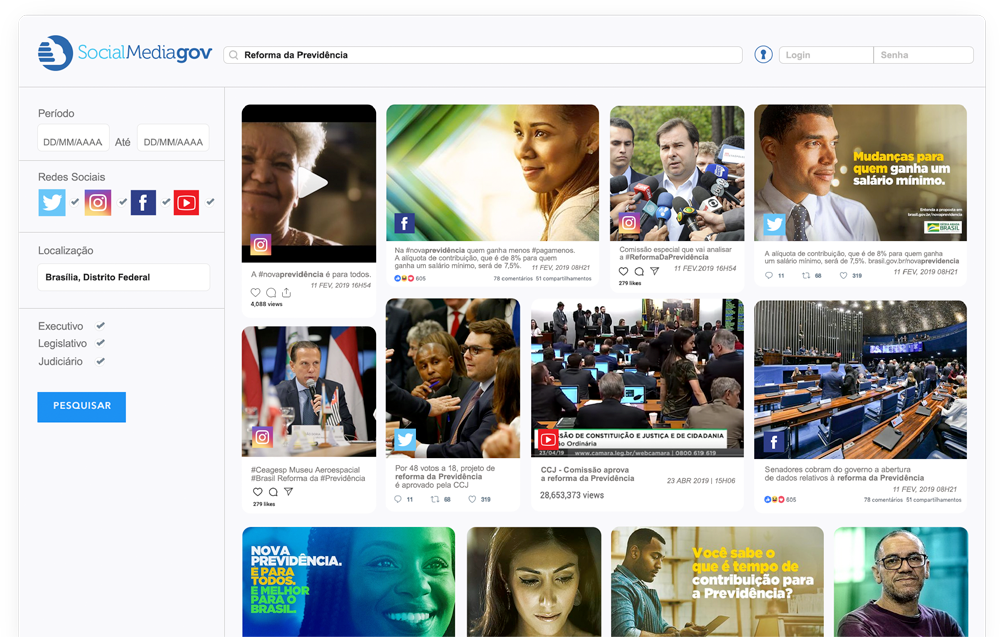 SocialMediagov
Reforma da Previdência
Login
Senha
Período
DD/MM/AAAA
Até
DD/MM/AAAA
Redes Sociais
Localização
Brasília, Distrito Federal
Executivo
Legislativo
Judiciário
PESQUISAR
A #novaprevidência é para todos.
11 FEV, 2019 16H54
4,088 views
Na #novaprevidência quem ganha menos #pagamenos.
A alíquota de contribuição, que é de 8% para quem
ganha um salário mínimo, será de 7,5%.
11 FEV, 2019 08H21
605
78 comentários 51 compartilhamentos
Comissão especial que vai analisar
a #ReformaDaPrevidência
11 FEV,2019 16H54
279 likes
Mudanças para
quem ganha um
salário mínimo.
Entenda a proposta em
brasil.gov.br/novaprevidencia
BRASIL
A alíquota de contribuição, que é de 8% para quem ganha
um salário mínimo, será de 7,5%. brasil.gov.brnovaprevidência
11 FEV, 2019 08H21
11
68
319
#Ceagesp Museu Aeroespacial
#Brasil Reforma da #Previdência
279 likes
Por 48 votos a 18, projeto de
reforma da previdência
é aprovado pela CCJ
11
68
319
SSÃO DE CONSTITUIÇÃO E JUSTIÇA E DE CIDADANIA
o Ordinária
23/04/19
www.camara.leg.br/webcamara | 0800 619 619
CCJ - Comissão aprova
a reforma da Previdência
23 ABR 2019 | 15H06
28,653,373 views
Senadores cobram do governo a abertura
de dados relativos á reforma da Previdência
11 FEV, 2019 08H21
605
78 comentários 51 compartilhamentos
NOVA
PREVIDÊNCIA.
E PARA
TODOS.
E MELHOR
PARA O
BRASIL.
Você sabe o
que é tempo de
contribuição para
a Previdência?